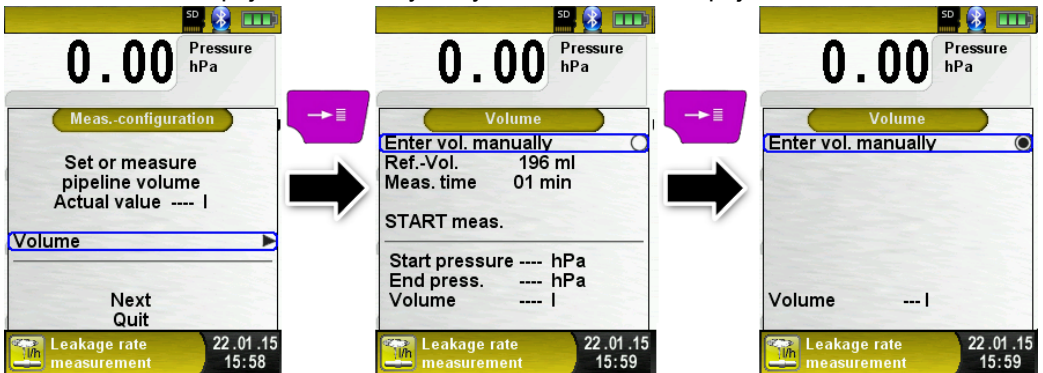 SD
0.00 Pressure
hPa
Meas.-configuration
Set or measure
pipeline volume
Actual value ---- l
Volume
Next
Quit
Leakage rate
measurement
l/h
22.01.15
15:58
SD
0.00 Pressure
hPa
Volume
Enter vol. manually
Ref.-Vol. 196 ml
Meas. time 01 min
START meas.
Start pressure ---- hPa
End press. ---- hPa
Volume ---- l
Leakage rate
measurement
l/h
22.01.15
15:59
SD
0.00 Pressure
hPa
Volume
Enter vol. manually
Volume --- l
Leakage rate
measurement
l/h
22.01.15
15:59